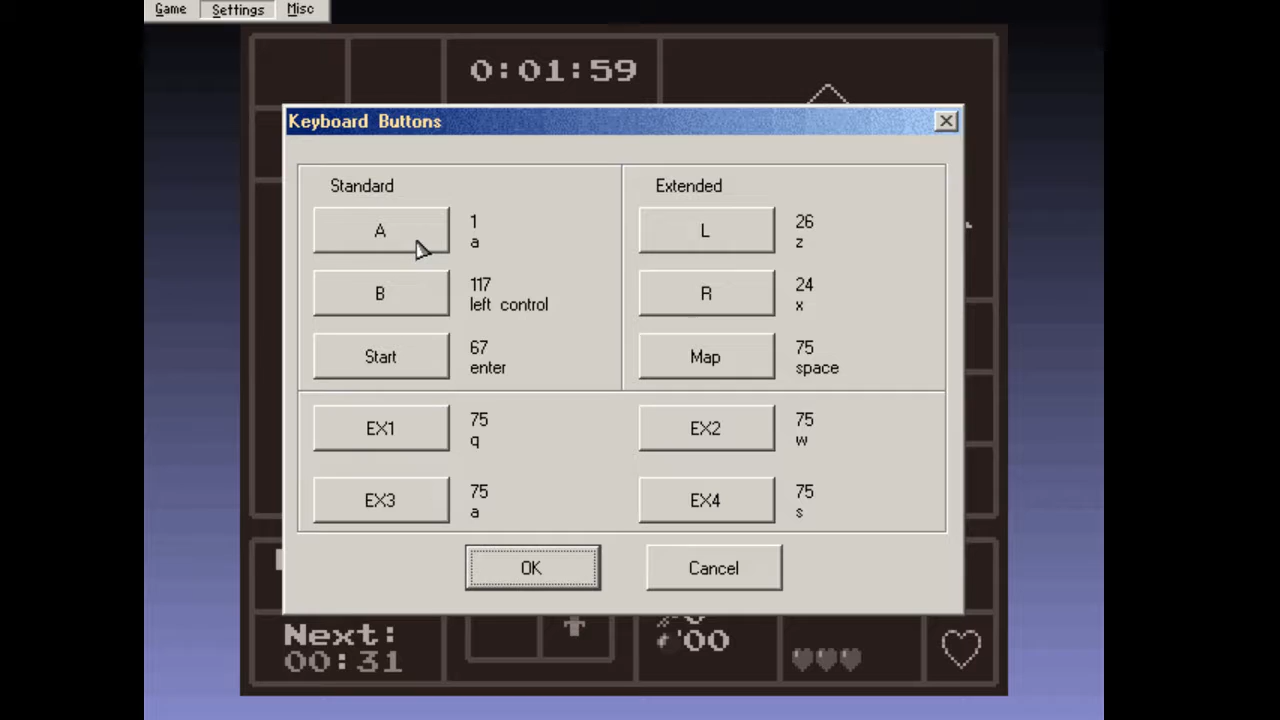 Game Settings Misc
0:01:59
Keyboard Buttons
Standard
A
1
a
B
117
left control
Start
67
enter
Extended
L
26
z
R
24
x
Map
75
space
EX1
75
q
EX2
75
w
EX3
75
a
EX4
75
s
OK
Cancel
Next:
00:31
'00